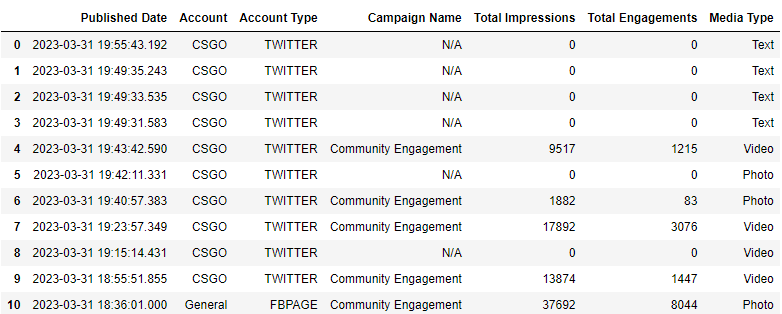 Published Date Account Account Type Campaign Name Total Impressions Total Engagements Media Type
0 2023-03-31 19:55:43.192 CSGO TWITTER N/A 0 0 Text
1 2023-03-31 19:49:35.243 CSGO TWITTER N/A 0 0 Text
2 2023-03-31 19:49:33.535 CSGO TWITTER N/A 0 0 Text
3 2023-03-31 19:49:31.583 CSGO TWITTER N/A 0 0 Text
4 2023-03-31 19:43:42.590 CSGO TWITTER Community Engagement 9517 1215 Video
5 2023-03-31 19:42:11.331 CSGO TWITTER N/A 0 0 Photo
6 2023-03-31 19:40:57.383 CSGO TWITTER Community Engagement 1882 83 Photo
7 2023-03-31 19:23:57.349 CSGO TWITTER Community Engagement 17892 3076 Video
8 2023-03-31 19:15:14.431 CSGO TWITTER N/A 0 0 Video
9 2023-03-31 18:55:51.855 CSGO TWITTER Community Engagement 13874 1447 Video
10 2023-03-31 18:36:01.000 General FBPAGE Community Engagement 37692 8044 Photo